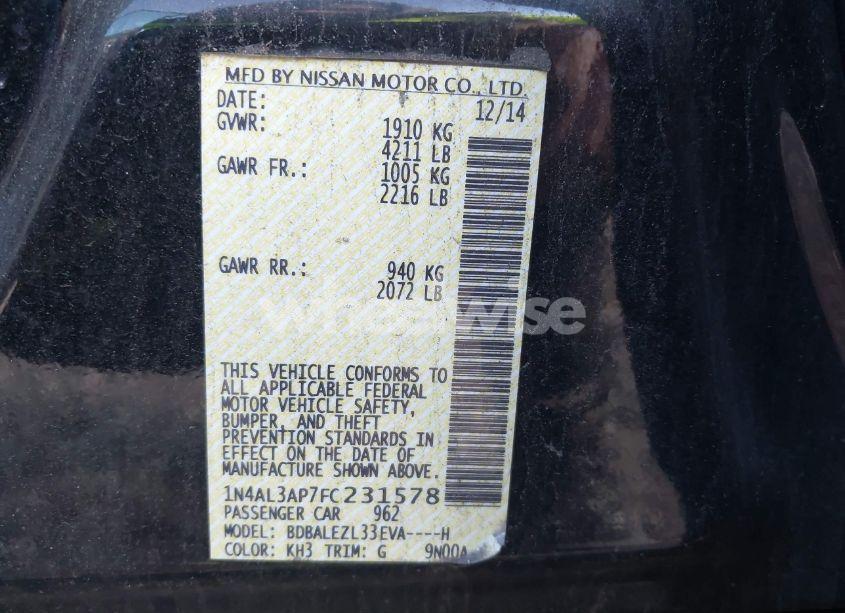 MFD BY NISSAN MOTOR CO., LTD.
DATE: 12/14
GVWR: 1910 KG
4211 LB
GAWR FR.: 1005 KG
2216 LB
GAWR RR.: 940 KG
2072 LB
wheelwise
THIS VEHICLE CONFORMS TO
ALL APPLICABLE FEDERAL
MOTOR VEHICLE SAFETY,
BUMPER, AND THEFT
PREVENTION STANDARDS IN
EFFECT ON THE DATE OF
MANUFACTURE SHOWN ABOVE.
1N4AL3AP7FC231578
PASSENGER CAR 962
MODEL: BDBALEZL33EVA----H
COLOR: KH3 TRIM: G 9N00A